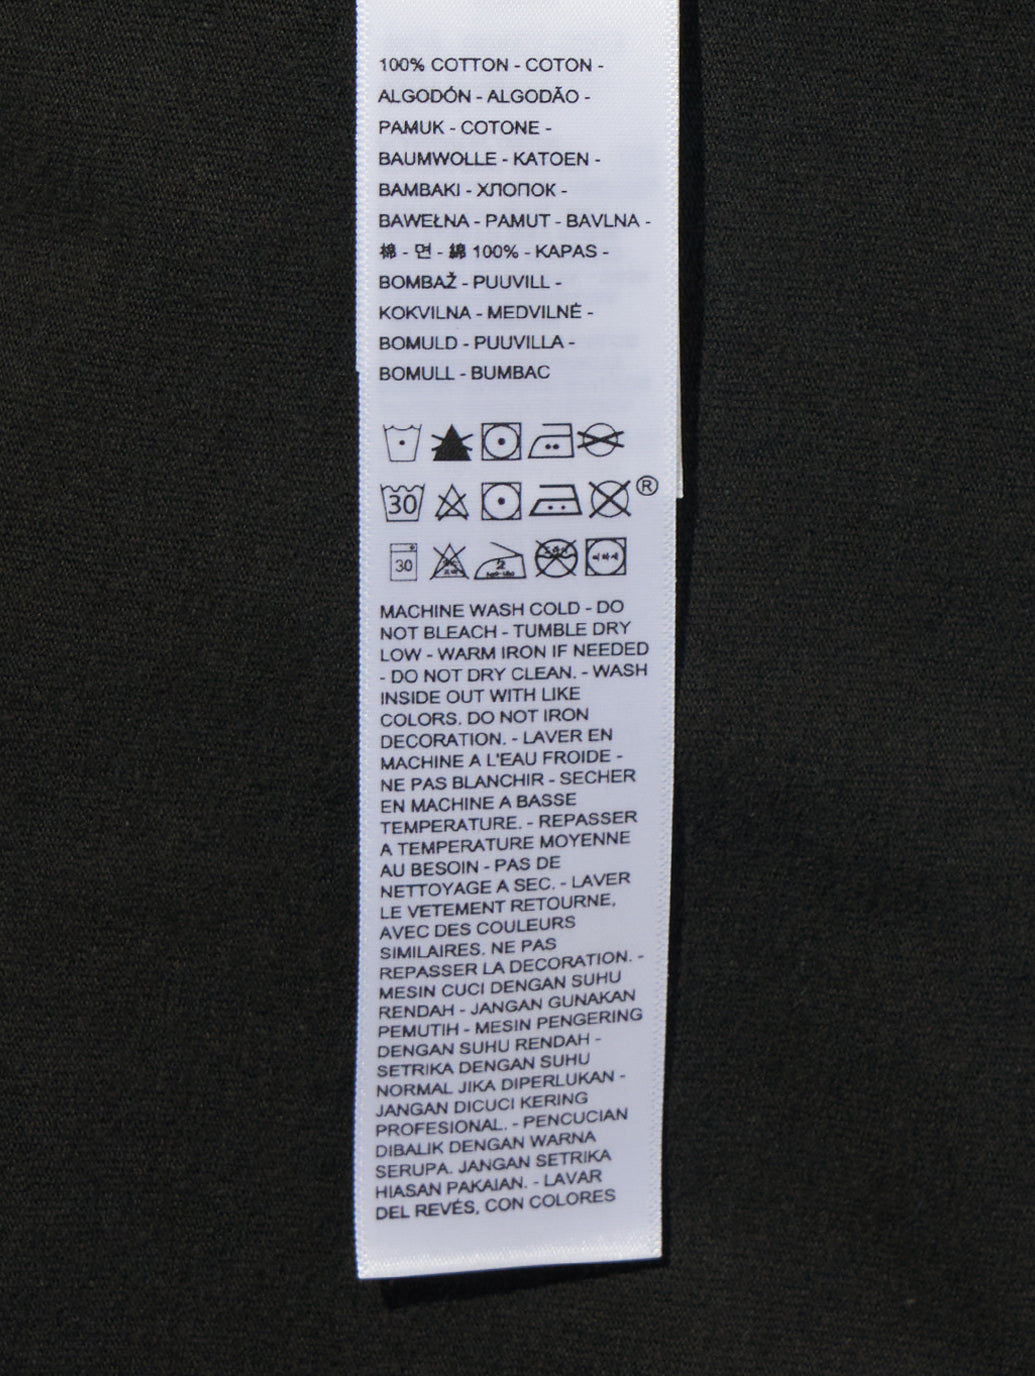 100% COTTON - COTON -
ALGODÓN - ALGODÃO -
PAMUK - COTONE -
BAUMWOLLE - KATOEN -
BAMBAKI - ХЛОПОК -
BAWEŁNA - PAMUT - BAVLNA -
棉 - 면 - 綿 100% - KAPAS -
BOMBAŽ - PUUVILL -
KOKVILNA - MEDVILNĖ -
BOMULD - PUUVILLA -
BOMULL - BUMBAC
30 ®
30
MACHINE WASH COLD - DO
NOT BLEACH - TUMBLE DRY
LOW - WARM IRON IF NEEDED
- DO NOT DRY CLEAN. - WASH
INSIDE OUT WITH LIKE
COLORS. DO NOT IRON
DECORATION. - LAVER EN
MACHINE A L'EAU FROIDE -
NE PAS BLANCHIR - SECHER
EN MACHINE A BASSE
TEMPERATURE. - REPASSER
A TEMPERATURE MOYENNE
AU BESOIN - PAS DE
NETTOYAGE A SEC. - LAVER
LE VETEMENT RETOURNE,
AVEC DES COULEURS
SIMILAIRES. NE PAS
REPASSER LA DECORATION. -
MESIN CUCI DENGAN SUHU
RENDAH - JANGAN GUNAKAN
PEMUTIH - MESIN PENGERING
DENGAN SUHU RENDAH -
SETRIKA DENGAN SUHU
NORMAL JIKA DIPERLUKAN -
JANGAN DICUCI KERING
PROFESIONAL. - PENCUCIAN
DIBALIK DENGAN WARNA
SERUPA. JANGAN SETRIKA
HIASAN PAKAIAN. - LAVAR
DEL REVÉS, CON COLORES